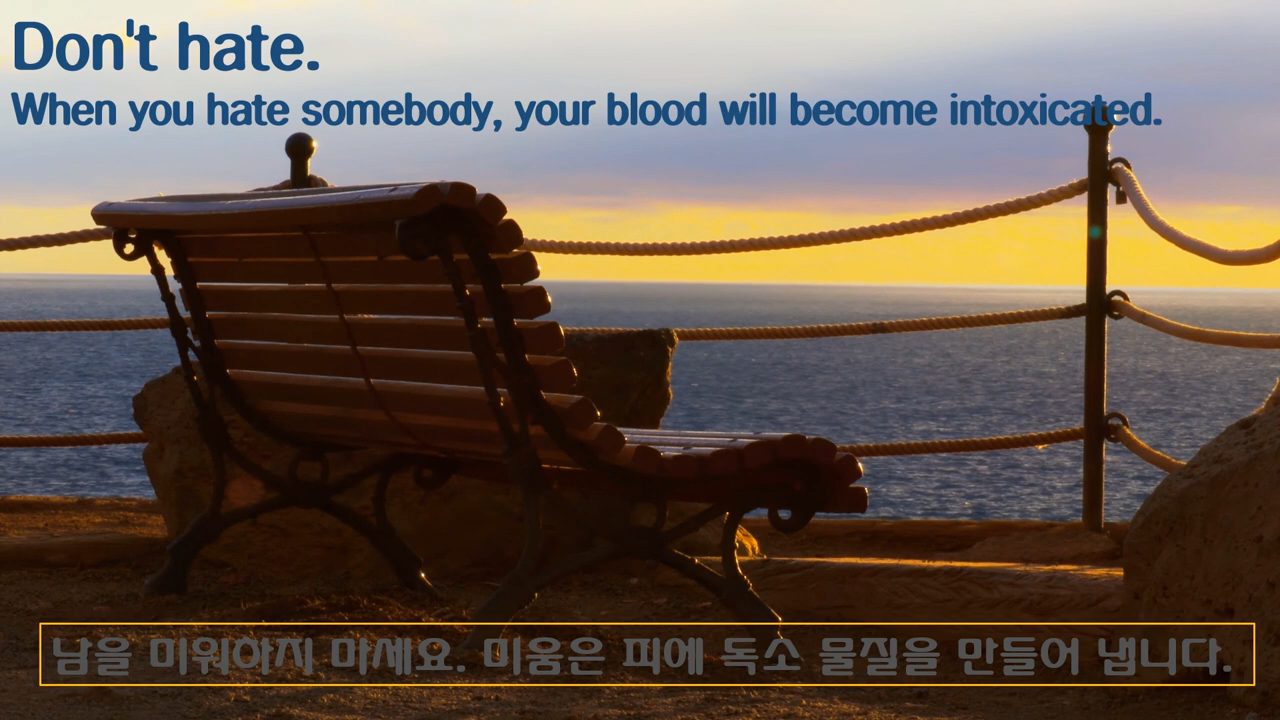 Don't hate.
When you hate somebody, your blood will become intoxicated.
남을 미워하지 마세요. 미움은 피에 독소 물질을 만들어 냅니다.